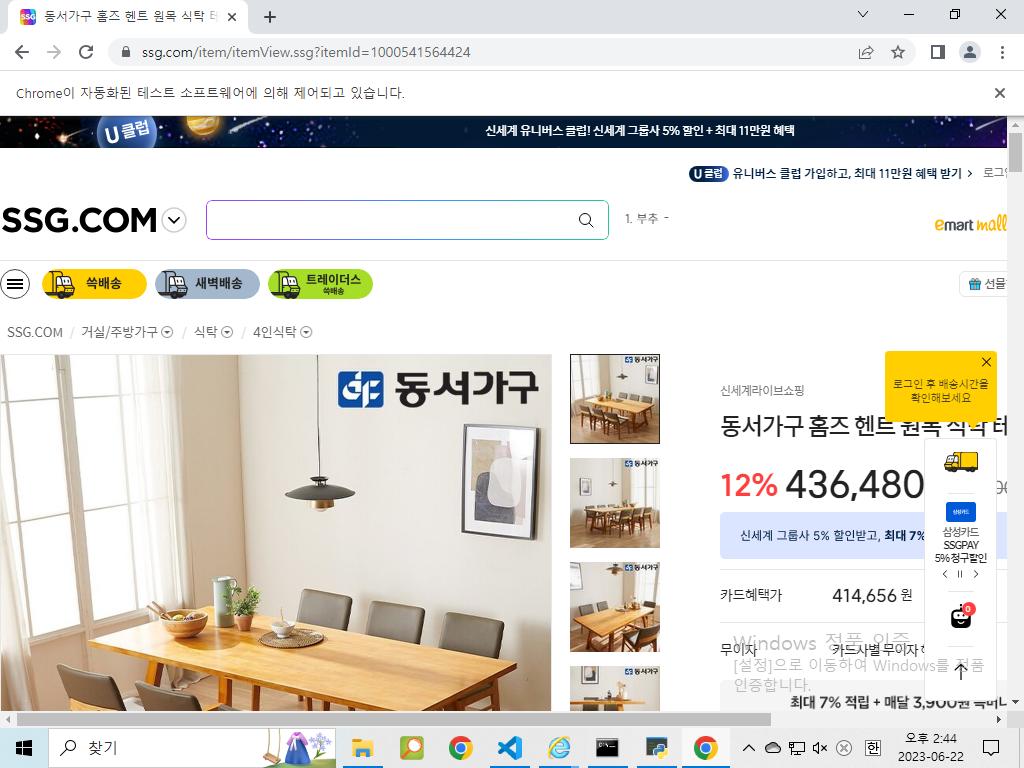 동서가구 홈즈 헨트 원목 식탁 테
ssg.com/item/itemView.ssg?itemId=1000541564424
Chrome이 자동화된 테스트 소프트웨어에 의해 제어되고 있습니다.
U 클럽
신세계 유니버스 클럽! 신세계 그룹사 5% 할인 + 최대 11만원 혜택
U 클럽 유니버스 클럽 가입하고, 최대 11만원 혜택 받기 >
로그인
SSG.COM
1. 부추 -
emart mall
쓱배송
새벽배송
트레이더스
쓱배송
선물
SSG.COM / 거실/주방가구 / 식탁 / 4인식탁
동서가구
로그인 후 배송시간을
확인해보세요
신세계라이브쇼핑
동서가구 홈즈 헨트 원목 식탁 테
12% 436,480
신세계 그룹사 5% 할인받고, 최대 7%
삼성카드
삼성카드
SSGPAY
5% 청구할인
카드혜택가 414,656 원
0
무이자 카드사별 무이자
Windows 정품 인증
[설정]으로 이동하여 Windows를 정품
인증합니다.
최대 7% 적립 + 매달 3,900원
찾기
한
오후 2:44
2023-06-22